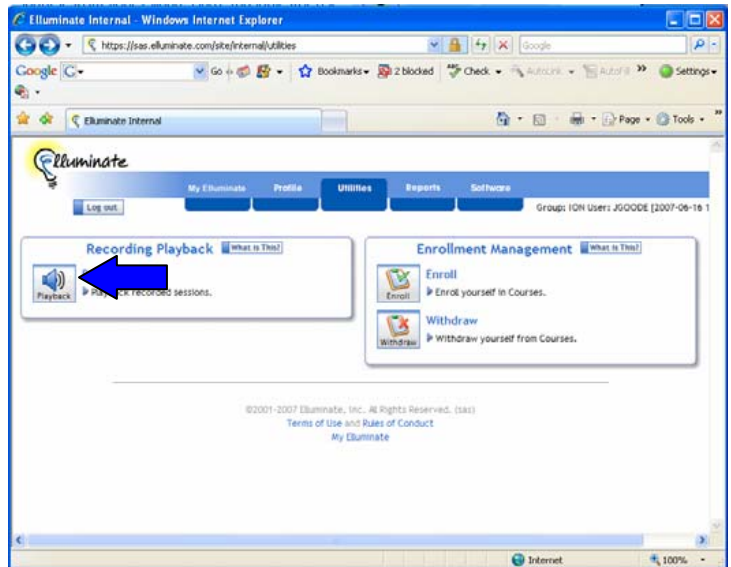 Elluminate Internal - Windows Internet Explorer
https://sas.elluminate.com/site/internal/utilities
Google
Google G Go Bookmarks 2 blocked Check AutoLink AutoFill Settings
Elluminate Internal Page Tools
Elluminate
My Elluminate Profile Utilities Reports Software
Log out Group: ION User: JGOODE [2007-06-16 1
Recording Playback What is This?
Playback
recorded sessions.
Enrollment Management What is This?
Enroll
Enroll
Enroll yourself in Courses.
Withdraw
Withdraw
Withdraw yourself from Courses.
©2001-2007 Elluminate, Inc. All Rights Reserved. (sas)
Terms of Use and Rules of Conduct
My Elluminate
Internet 100%